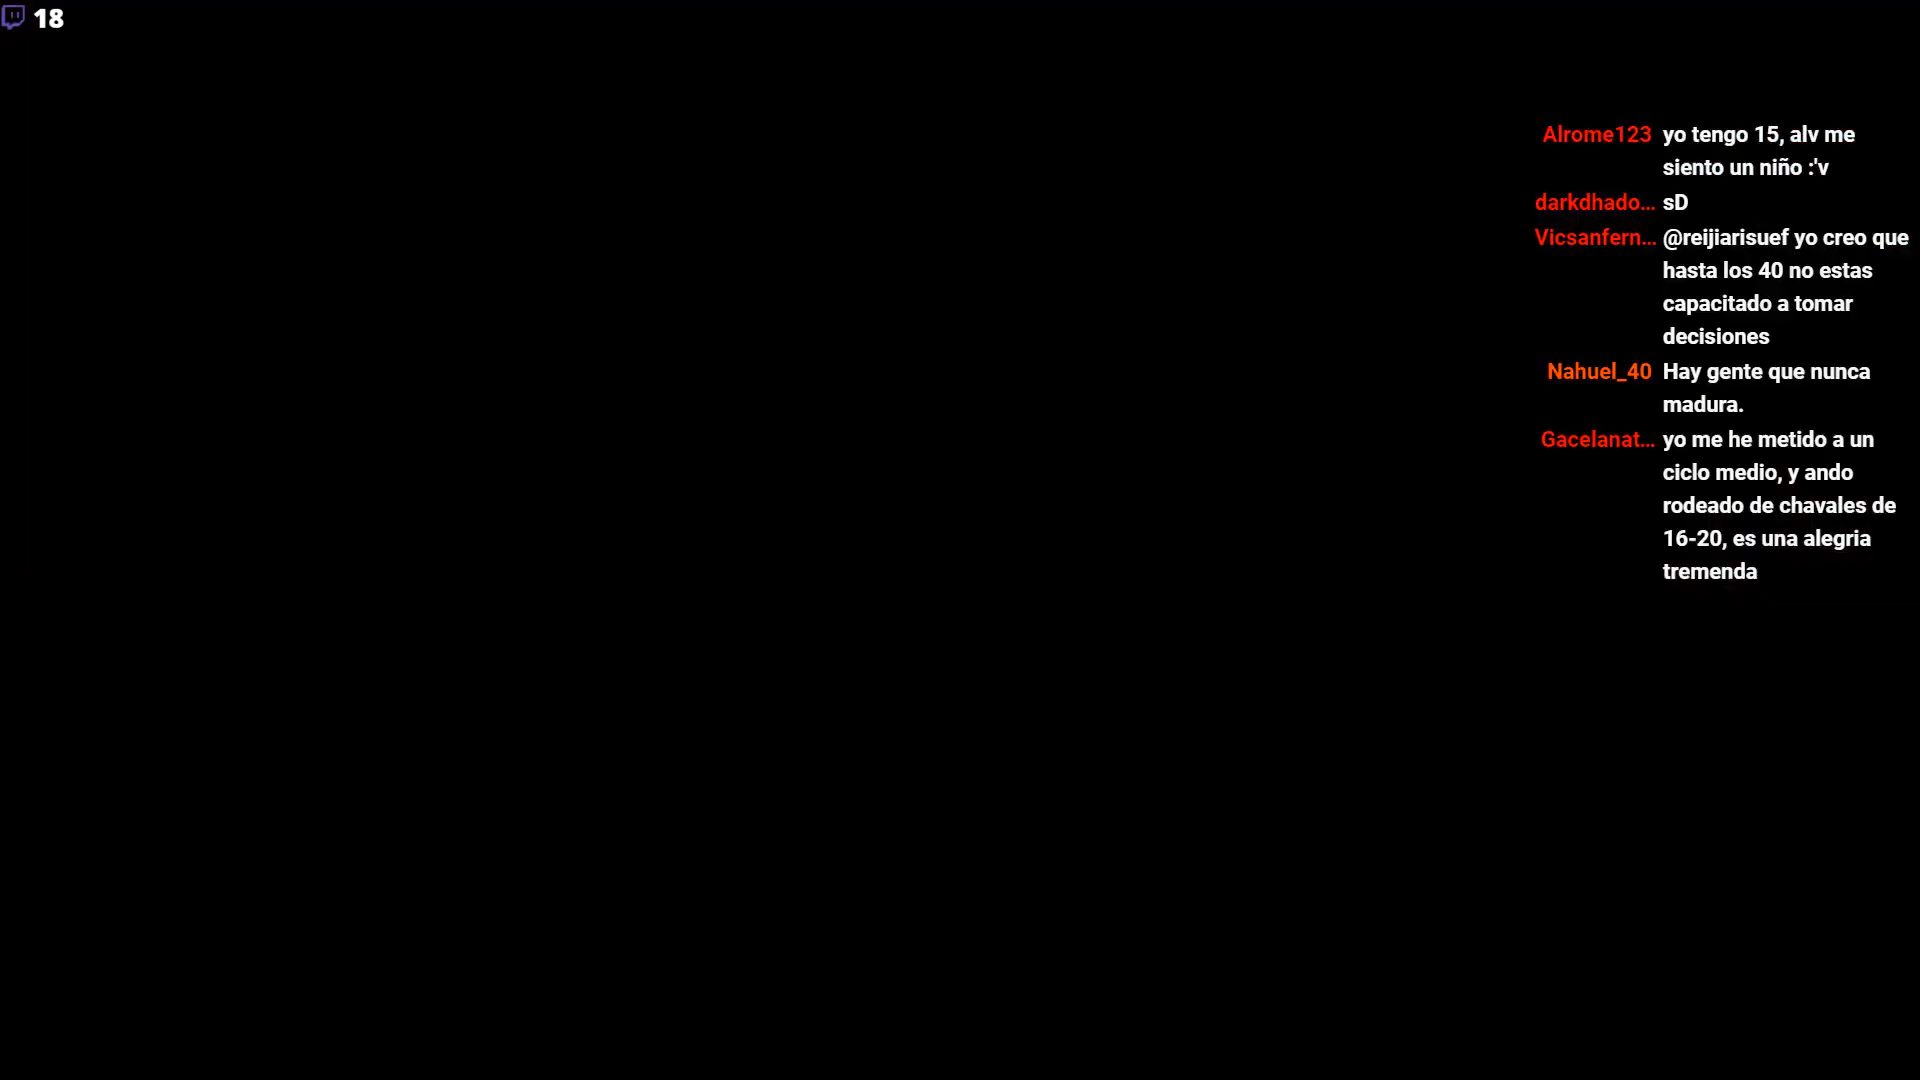 18
Alrome123 yo tengo 15, alv me
siento un niño :'v
darkdhado... sD
Vicsanfern... @reijiarisuef yo creo que
hasta los 40 no estas
capacitado a tomar
decisiones
Nahuel_40 Hay gente que nunca
madura.
Gacelanat... yo me he metido a un
ciclo medio, y ando
rodeado de chavales de
16-20, es una alegria
tremenda